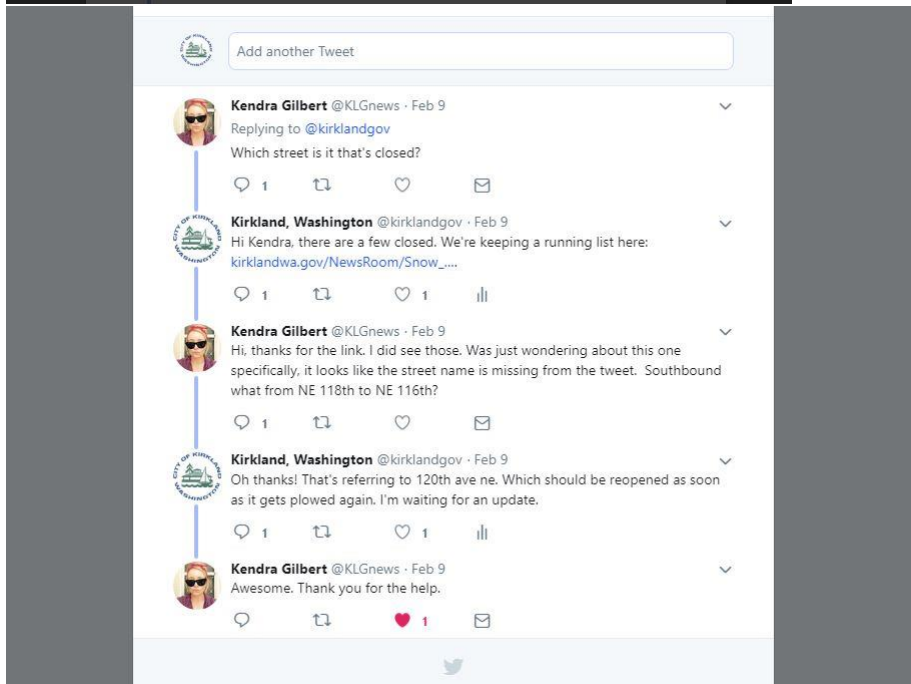 Add another Tweet
Kendra Gilbert @KLGnews · Feb 9
Replying to @kirklandgov
Which street is it that's closed?
1
Kirkland, Washington @kirklandgov · Feb 9
Hi Kendra, there are a few closed. We're keeping a running list here:
kirklandwa.gov/NewsRoom/Snow_....
1 1
Kendra Gilbert @KLGnews · Feb 9
Hi, thanks for the link. I did see those. Was just wondering about this one
specifically, it looks like the street name is missing from the tweet. Southbound
what from NE 118th to NE 116th?
1
Kirkland, Washington @kirklandgov · Feb 9
Oh thanks! That's referring to 120th ave ne. Which should be reopened as soon
as it gets plowed again. I'm waiting for an update.
1 1
Kendra Gilbert @KLGnews · Feb 9
Awesome. Thank you for the help.
1
CITY OF KIRKLAND
WASHINGTON